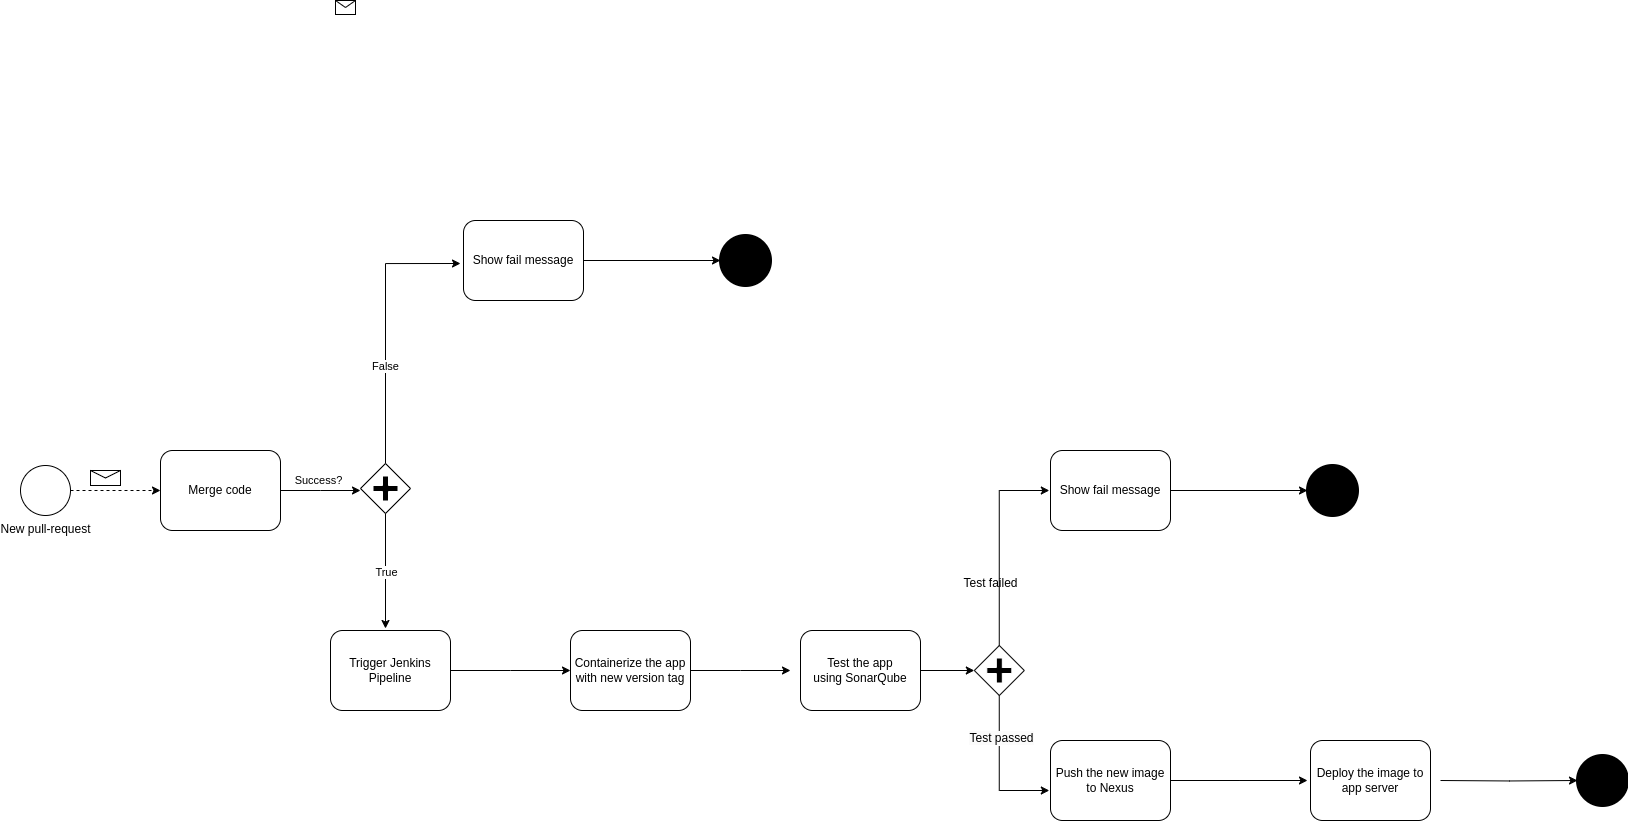 Show fail message
False
Success?
Merge code
New pull-request
True
Trigger Jenkins
Pipeline
Containerize the app
with new version tag
Test the app
using SonarQube
Test failed
Show fail message
Test passed
Push the new image
to Nexus
Deploy the image to
app server